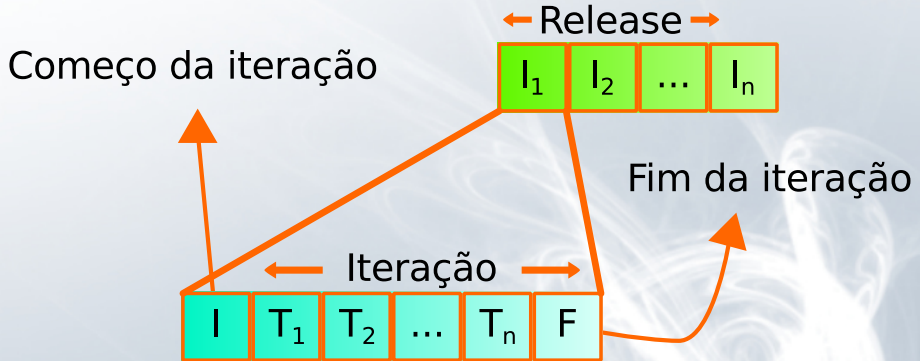 Release
Começo da iteração
I₁ I₂ ... Iₙ
Fim da iteração
Iteração
I T₁ T₂ ... Tₙ F